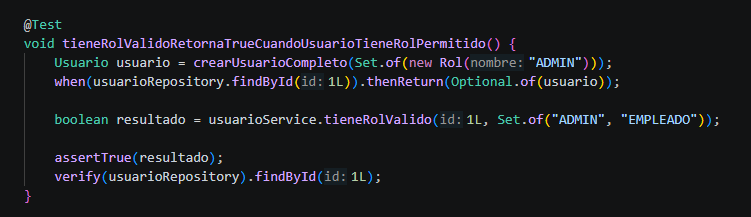 @Test
void tieneRolValidoRetornaTrueCuandoUsuarioTieneRolPermitido() {
    Usuario usuario = crearUsuarioCompleto(Set.of(new Rol(nombre: "ADMIN")));
    when(usuarioRepository.findById(id: 1L)).thenReturn(Optional.of(usuario));

    boolean resultado = usuarioService.tieneRolValido(id: 1L, Set.of("ADMIN", "EMPLEADO"));

    assertTrue(resultado);
    verify(usuarioRepository).findById(id: 1L);
}